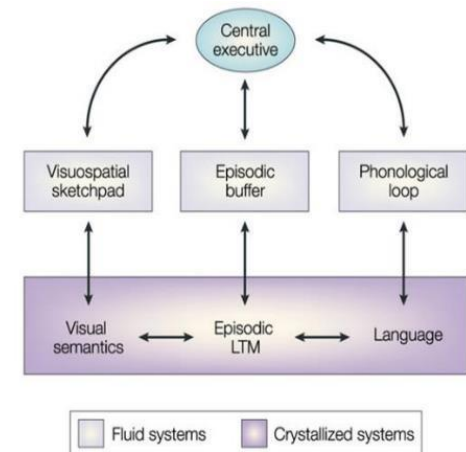 Central
executive
Visuospatial
sketchpad
Episodic
buffer
Phonological
loop
Visual
semantics
Episodic
LTM
Language
Fluid systems
Crystallized systems